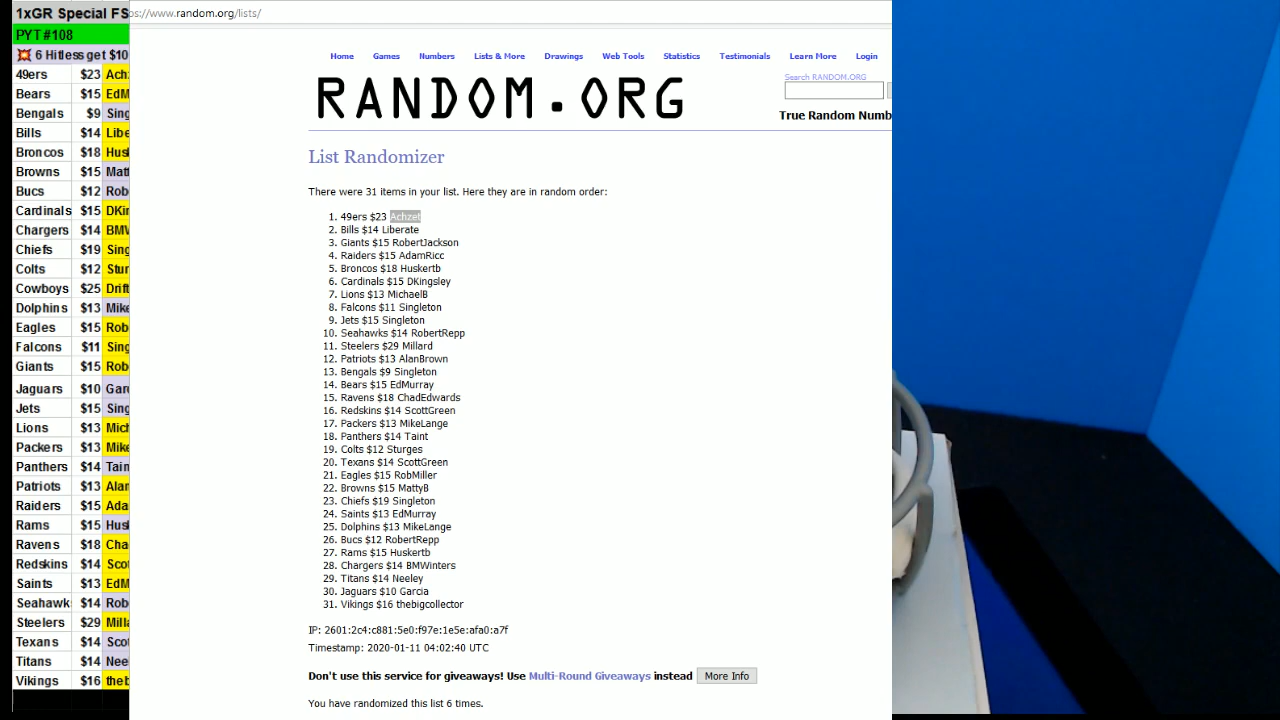 1xGR Special FS
os://www.random.org/lists/
PYT #108
💥 6 Hitless get $10
49ers $23 Ach
Bears $15 EdM
Bengals $9 Sing
Bills $14 Libe
Broncos $18 Husk
Browns $15 Matt
Bucs $12 Rob
Cardinals $15 DKin
Chargers $14 BMW
Chiefs $19 Sing
Colts $12 Stur
Cowboys $25 Drift
Dolphins $13 Mike
Eagles $15 Rob
Falcons $11 Sing
Giants $15 Rob
Jaguars $10 Garc
Jets $15 Sing
Lions $13 Mich
Packers $13 Mike
Panthers $14 Tain
Patriots $13 Alan
Raiders $15 Ada
Rams $15 Husk
Ravens $18 Cha
Redskins $14 Scot
Saints $13 EdM
Seahawk $14 Rob
Steelers $29 Milla
Texans $14 Scot
Titans $14 Nee
Vikings $16 theb
Home Games Numbers Lists & More Drawings Web Tools Statistics Testimonials Learn More Login
Search RANDOM.ORG
RANDOM.ORG
True Random Numb
List Randomizer
There were 31 items in your list. Here they are in random order:
1. 49ers $23 Achzet
2. Bills $14 Liberate
3. Giants $15 RobertJackson
4. Raiders $15 AdamRicc
5. Broncos $18 Huskertb
6. Cardinals $15 DKingsley
7. Lions $13 MichaelB
8. Falcons $11 Singleton
9. Jets $15 Singleton
10. Seahawks $14 RobertRepp
11. Steelers $29 Millard
12. Patriots $13 AlanBrown
13. Bengals $9 Singleton
14. Bears $15 EdMurray
15. Ravens $18 ChadEdwards
16. Redskins $14 ScottGreen
17. Packers $13 MikeLange
18. Panthers $14 Taint
19. Colts $12 Sturges
20. Texans $14 ScottGreen
21. Eagles $15 RobMiller
22. Browns $15 MattyB
23. Chiefs $19 Singleton
24. Saints $13 EdMurray
25. Dolphins $13 MikeLange
26. Bucs $12 RobertRepp
27. Rams $15 Huskertb
28. Chargers $14 BMWinters
29. Titans $14 Neeley
30. Jaguars $10 Garcia
31. Vikings $16 thebigcollector
IP: 2601:2c4:c881:5e0:f97e:1e5e:afa0:a7f
Timestamp: 2020-01-11 04:02:40 UTC
Don't use this service for giveaways! Use Multi-Round Giveaways instead More Info
You have randomized this list 6 times.